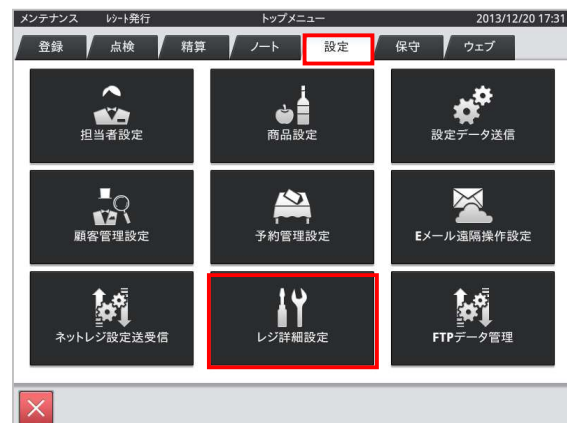 メンテナンス ﾚｼｰﾄ発行 トップメニュー 2013/12/20 17:31
登録 点検 精算 ノート 設定 保守 ウェブ
担当者設定 商品設定 設定データ送信
顧客管理設定 予約管理設定 Eメール遠隔操作設定
ネットレジ設定送受信 レジ詳細設定 FTPデータ管理